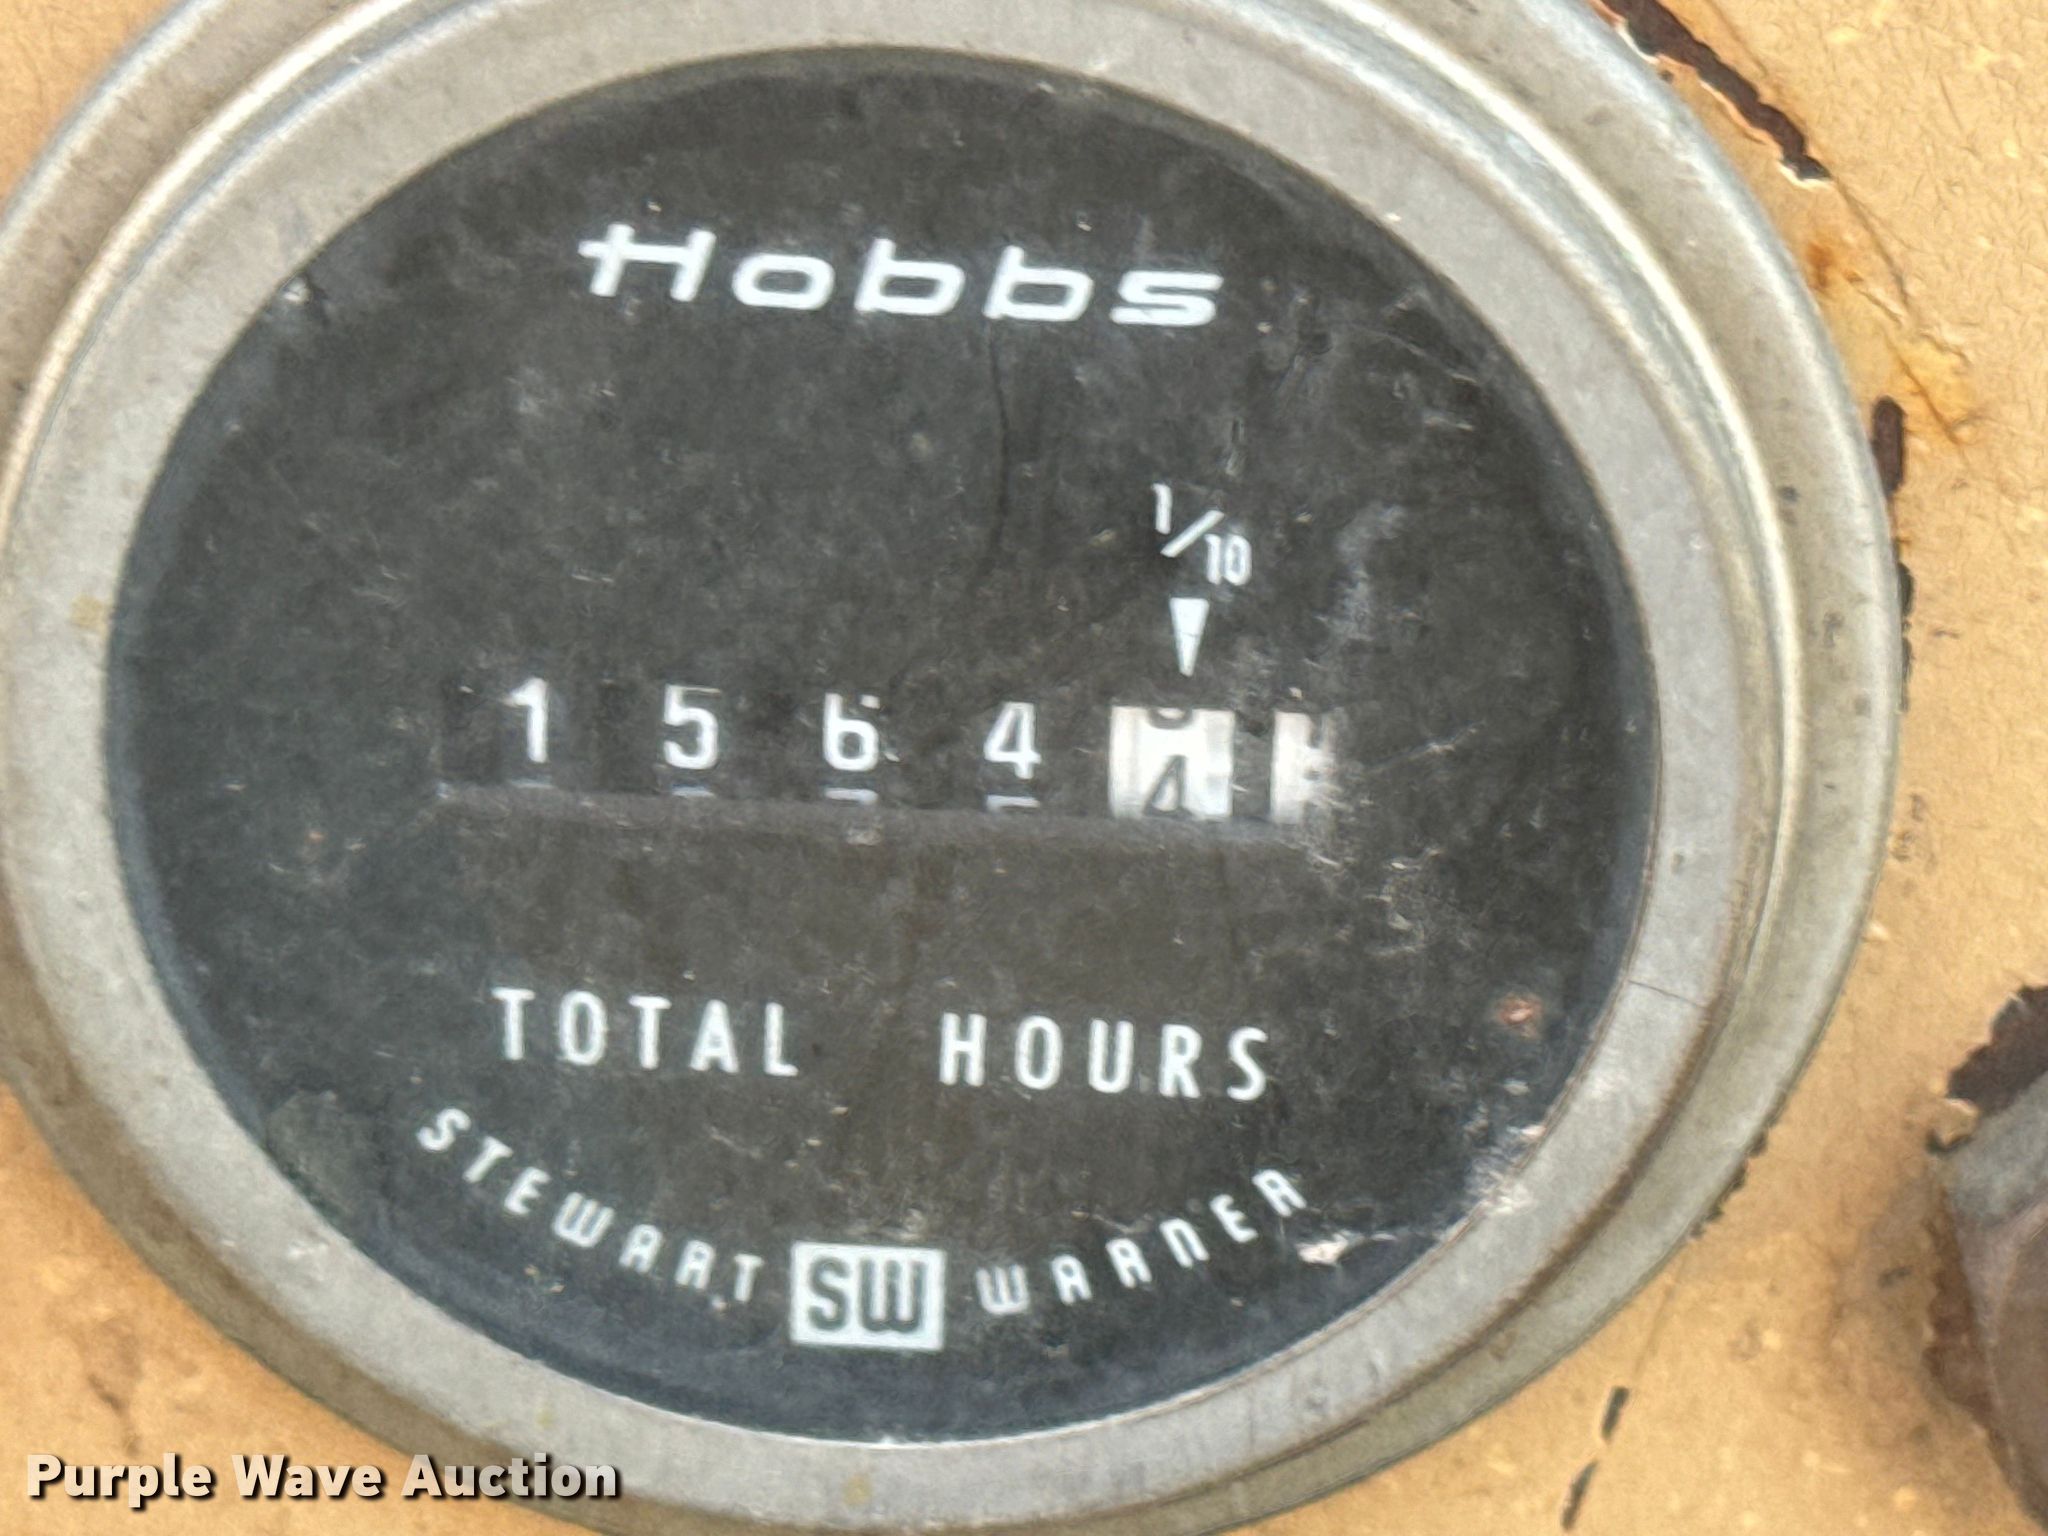 Hobbs
1/10
1 5 6 4
TOTAL HOURS
STEWART SW WARNER
Purple Wave Auction